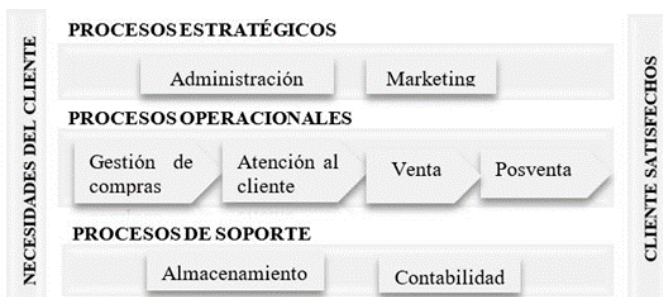 NECESIDADES DEL CLIENTE
PROCESOS ESTRATÉGICOS
Administración
Marketing
PROCESOS OPERACIONALES
Gestión de
compras
Atención al
cliente
Venta
Posventa
PROCESOS DE SOPORTE
Almacenamiento
Contabilidad
CLIENTE SATISFECHOS